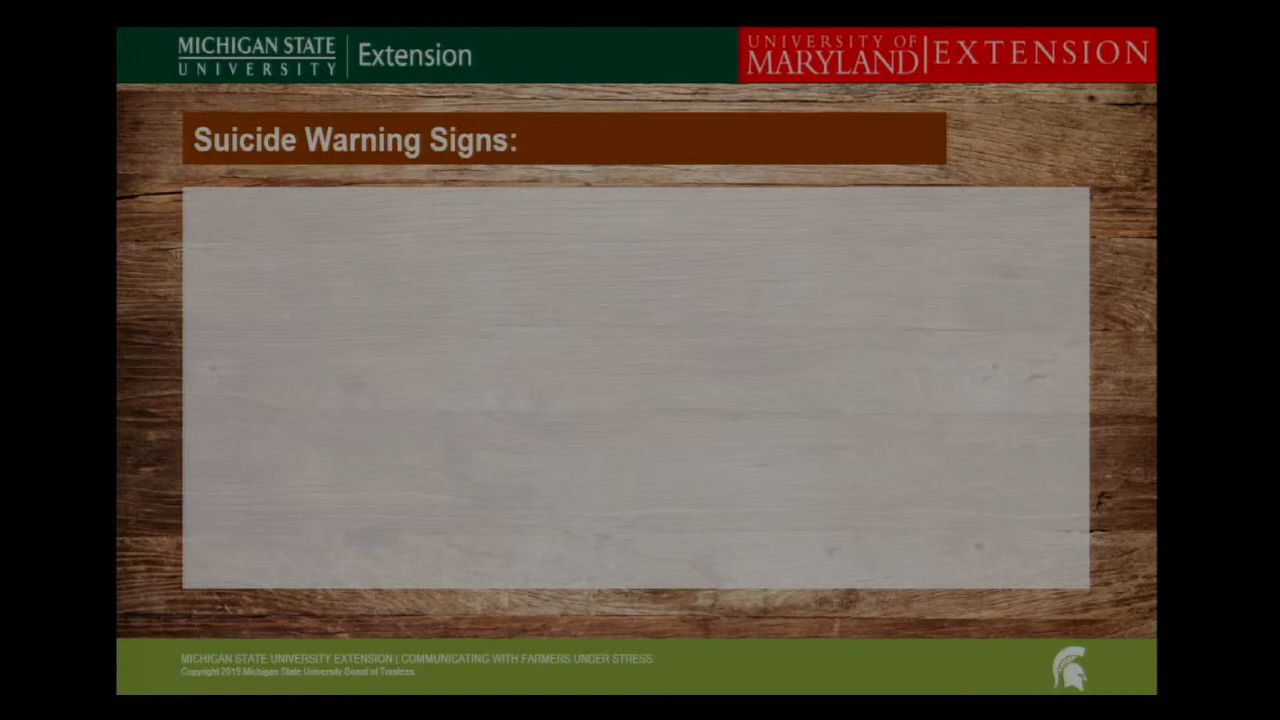 MICHIGAN STATE
UNIVERSITY
Extension
UNIVERSITY OF
MARYLAND
EXTENSION
Suicide Warning Signs:
MICHIGAN STATE UNIVERSITY EXTENSION | COMMUNICATING WITH FARMERS UNDER STRESS
Copyright 2019 Michigan State University Board of Trustees.